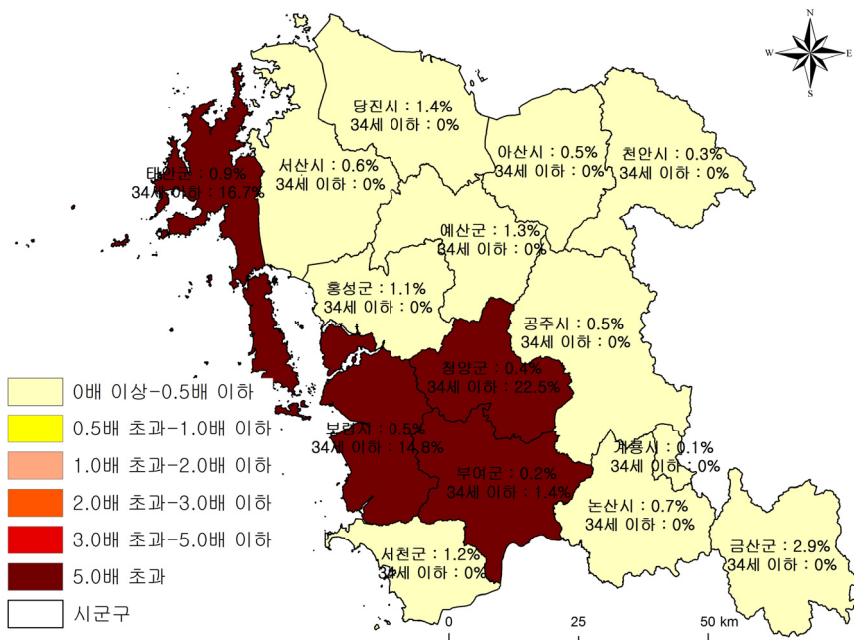 N
W E
S
당진시 : 1.4%
34세 이하 : 0%
아산시 : 0.5%
34세 이하 : 0%
천안시 : 0.3%
34세 이하 : 0%
서산시 : 0.6%
34세 이하 : 0%
태안군 : 0.9%
34세 이하 : 16.7%
예산군 : 1.3%
34세 이하 : 0%
홍성군 : 1.1%
34세 이하 : 0%
공주시 : 0.5%
34세 이하 : 0%
청양군 : 0.4%
34세 이하 : 22.5%
보령시 : 0.5%
34세 이하 : 14.8%
계룡시 : 0.1%
34세 이하 : 0%
부여군 : 0.2%
34세 이하 : 1.4%
논산시 : 0.7%
34세 이하 : 0%
금산군 : 2.9%
34세 이하 : 0%
서천군 : 1.2%
34세 이하 : 0%
0배 이상-0.5배 이하
0.5배 초과-1.0배 이하
1.0배 초과-2.0배 이하
2.0배 초과-3.0배 이하
3.0배 초과-5.0배 이하
5.0배 초과
시군구
0 25 50 km